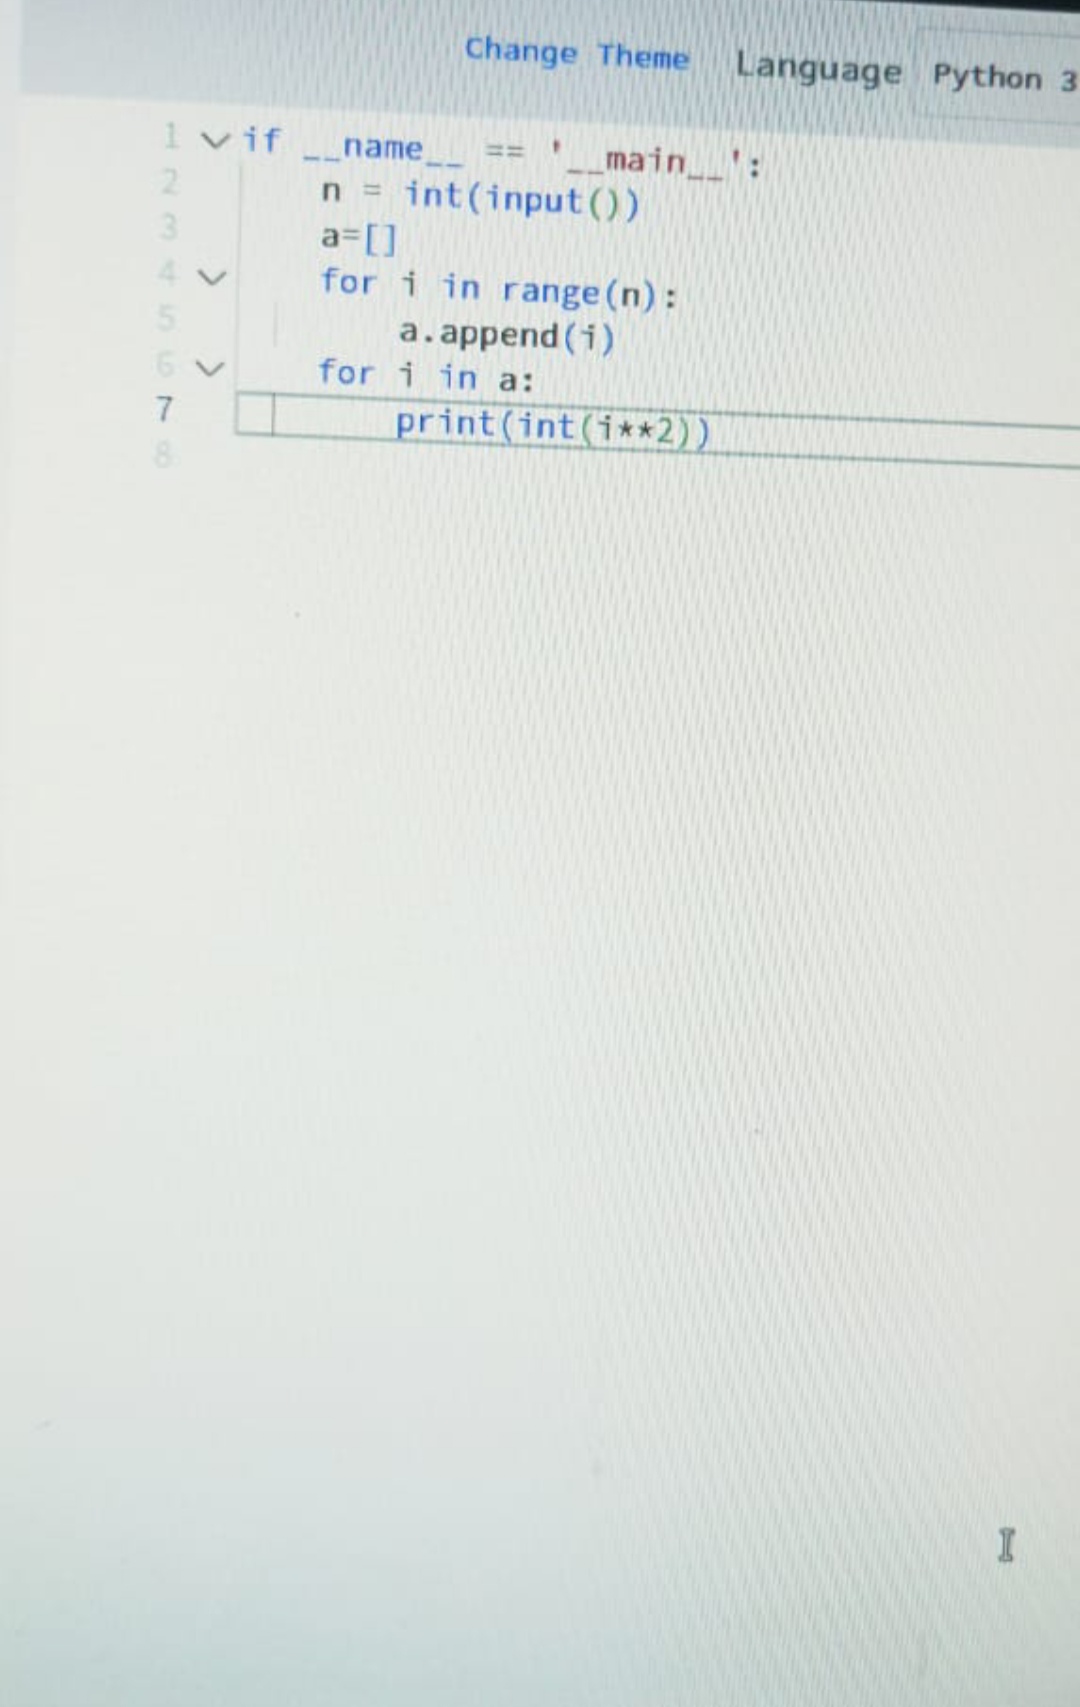 Change Theme Language Python 3
1 if __name__ == '__main__':
2     n = int(input())
3     a=[]
4     for i in range(n):
5         a.append(i)
6     for i in a:
7         print(int(i**2))
8